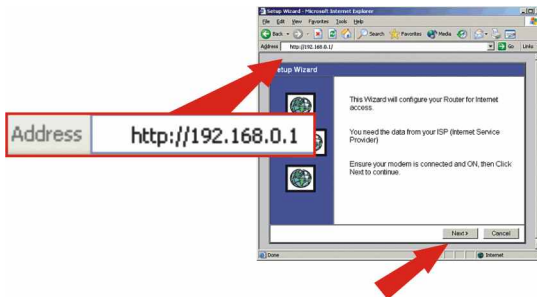 Setup Wizard - Microsoft Internet Explorer
File Edit View Favorites Tools Help
Back Search Favorites Media
Address http://192.168.0.1/ Go Links
etup Wizard
This Wizard will configure your Router for Internet
access.
You need the data from your ISP (Internet Service
Provider)
Ensure your modem is connected and ON, then Click
Next to continue.
Address http://192.168.0.1
Next > Cancel
Done Internet